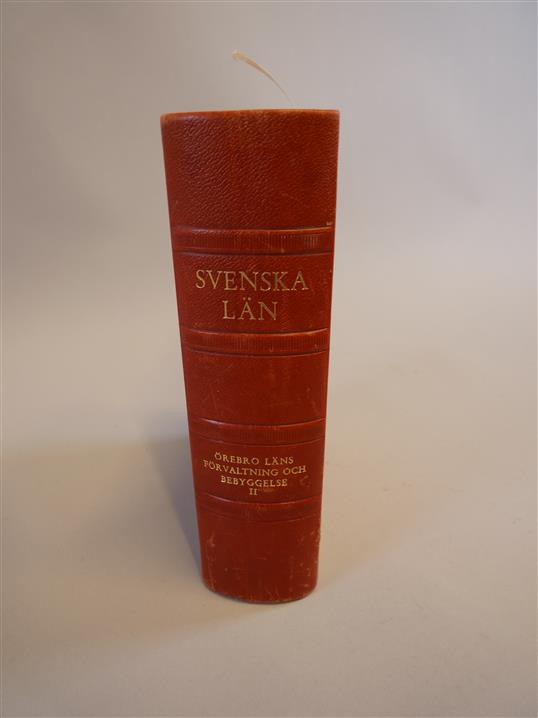 SVENSKA
LÄN
ÖREBRO LÄNS
FÖRVALTNING OCH
BEBYGGELSE
II